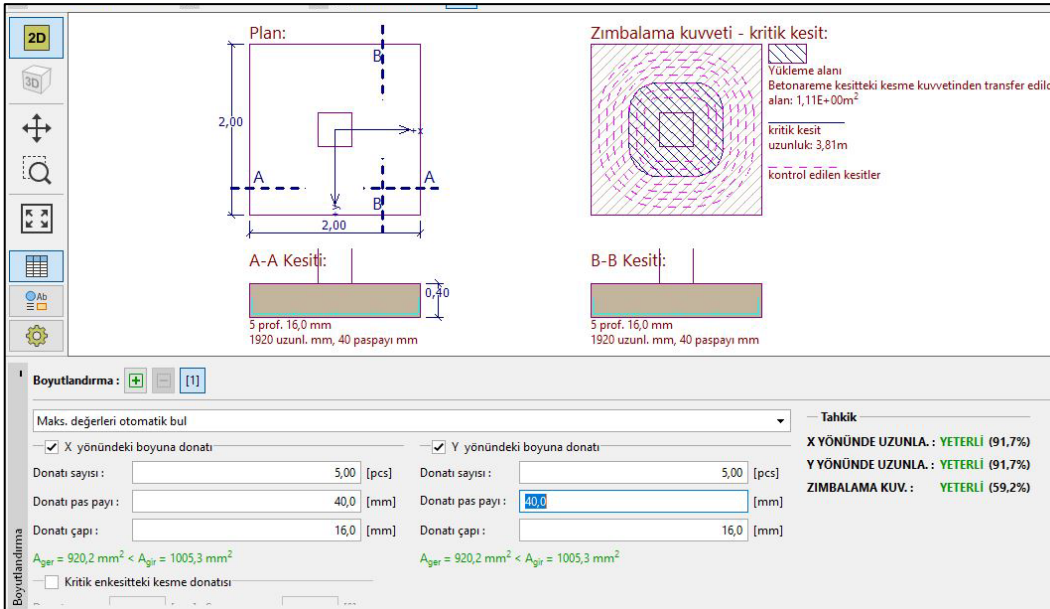 2D
3D
Plan:
B
2,00
+x
A
A
B
2,00
Zımbalama kuvveti - kritik kesit:
Yükleme alanı
Betonareme kesitteki kesme kuvvetinden transfer edilc
alan: 1,11E+00m²
kritik kesit
uzunluk: 3,81m
kontrol edilen kesitler
A-A Kesiti:
0,40
5 prof. 16,0 mm
1920 uzunl. mm, 40 paspayı mm
B-B Kesiti:
5 prof. 16,0 mm
1920 uzunl. mm, 40 paspayı mm
Ab
Boyutlandırma
Boyutlandırma : [1]
Maks. değerleri otomatik bul
X yönündeki boyuna donatı
Donatı sayısı : 5,00 [pcs]
Donatı pas payı : 40,0 [mm]
Donatı çapı : 16,0 [mm]
Ager = 920,2 mm² < Agir = 1005,3 mm²
Kritik enkesitteki kesme donatısı
Y yönündeki boyuna donatı
Donatı sayısı : 5,00 [pcs]
Donatı pas payı : 40,0 [mm]
Donatı çapı : 16,0 [mm]
Ager = 920,2 mm² < Agir = 1005,3 mm²
Tahkik
X YÖNÜNDE UZUNLA. : YETERLİ (91,7%)
Y YÖNÜNDE UZUNLA. : YETERLİ (91,7%)
ZIMBALAMA KUV. : YETERLİ (59,2%)